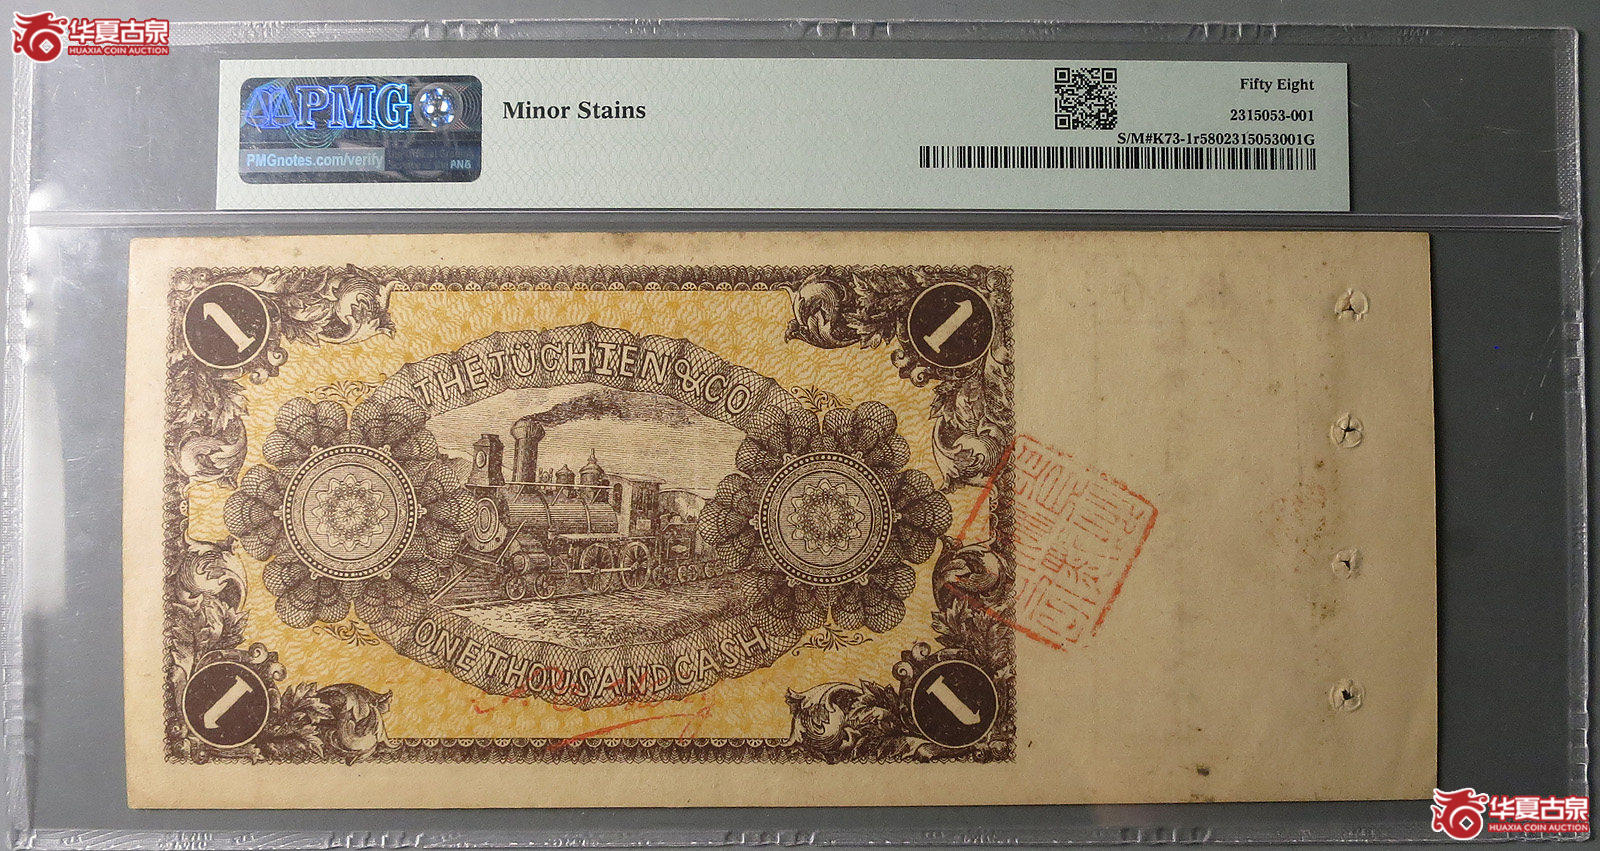 华夏古泉
HUAXIA COIN AUCTION
PMG
PMGnotes.com/verify
Minor Stains
Fifty Eight
2315053-001
S/M#K73-1r5802315053001G
1
1
THE JÜ CHIEN & CO
ONE THOUSAND CASH
1
1
华夏古泉
HUAXIA COIN AUCTION